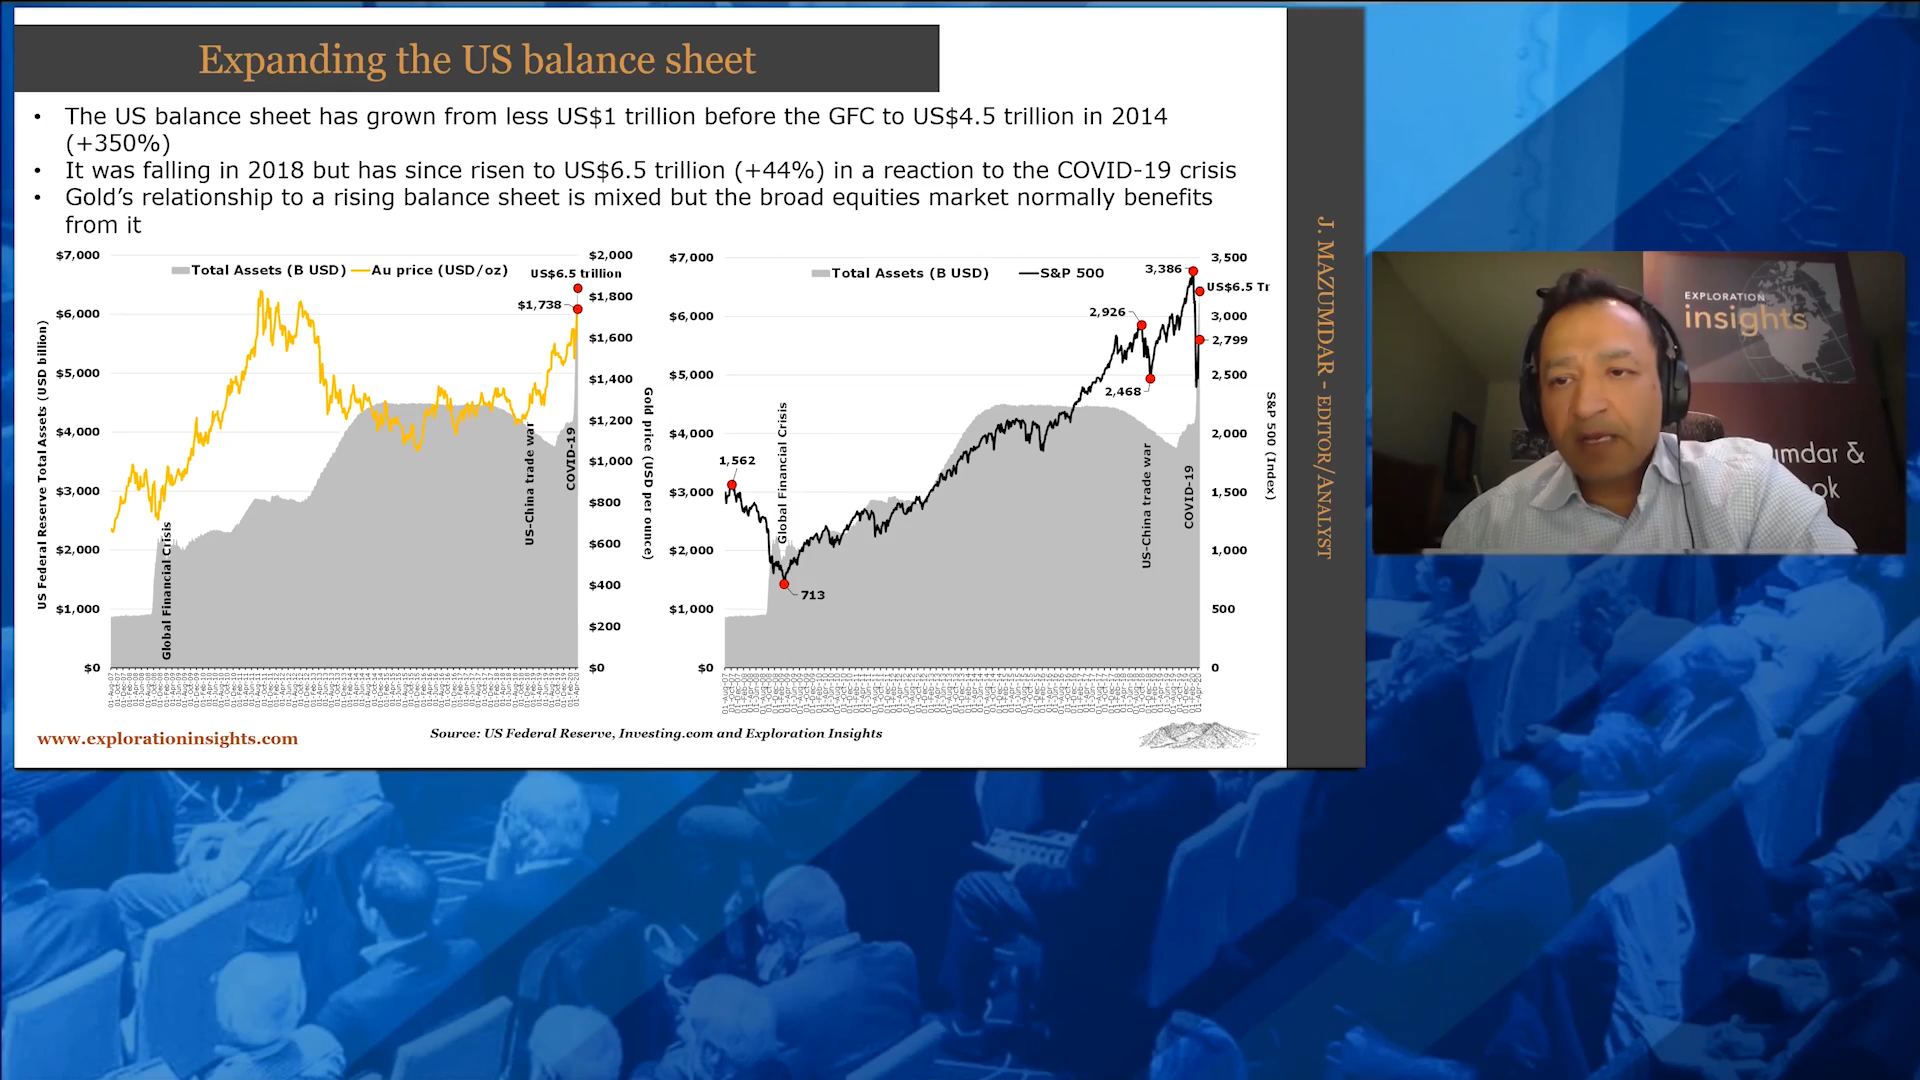 Expanding the US balance sheet
• The US balance sheet has grown from less US$1 trillion before the GFC to US$4.5 trillion in 2014
(+350%)
• It was falling in 2018 but has since risen to US$6.5 trillion (+44%) in a reaction to the COVID-19 crisis
• Gold’s relationship to a rising balance sheet is mixed but the broad equities market normally benefits
from it
US Federal Reserve Total Assets (USD billion)
$7,000
$6,000
$5,000
$4,000
$3,000
$2,000
$1,000
$0
Total Assets (B USD)
Au price (USD/oz)
US$6.5 trillion
$1,738
Global Financial Crisis
US-China trade war
COVID-19
$2,000
$1,800
$1,600
$1,400
$1,200
$1,000
$800
$600
$400
$200
$0
Gold price (USD per ounce)
$7,000
$6,000
$5,000
$4,000
$3,000
$2,000
$1,000
$0
Total Assets (B USD)
S&P 500
3,386
US$6.5 Tr
2,926
2,799
2,468
1,562
713
Global Financial Crisis
US-China trade war
COVID-19
3,500
3,000
2,500
2,000
1,500
1,000
500
0
S&P 500 (Index)
www.explorationinsights.com
Source: US Federal Reserve, Investing.com and Exploration Insights
J. MAZUMDAR - EDITOR/ANALYST
EXPLORATION
insights
umdar &
ok